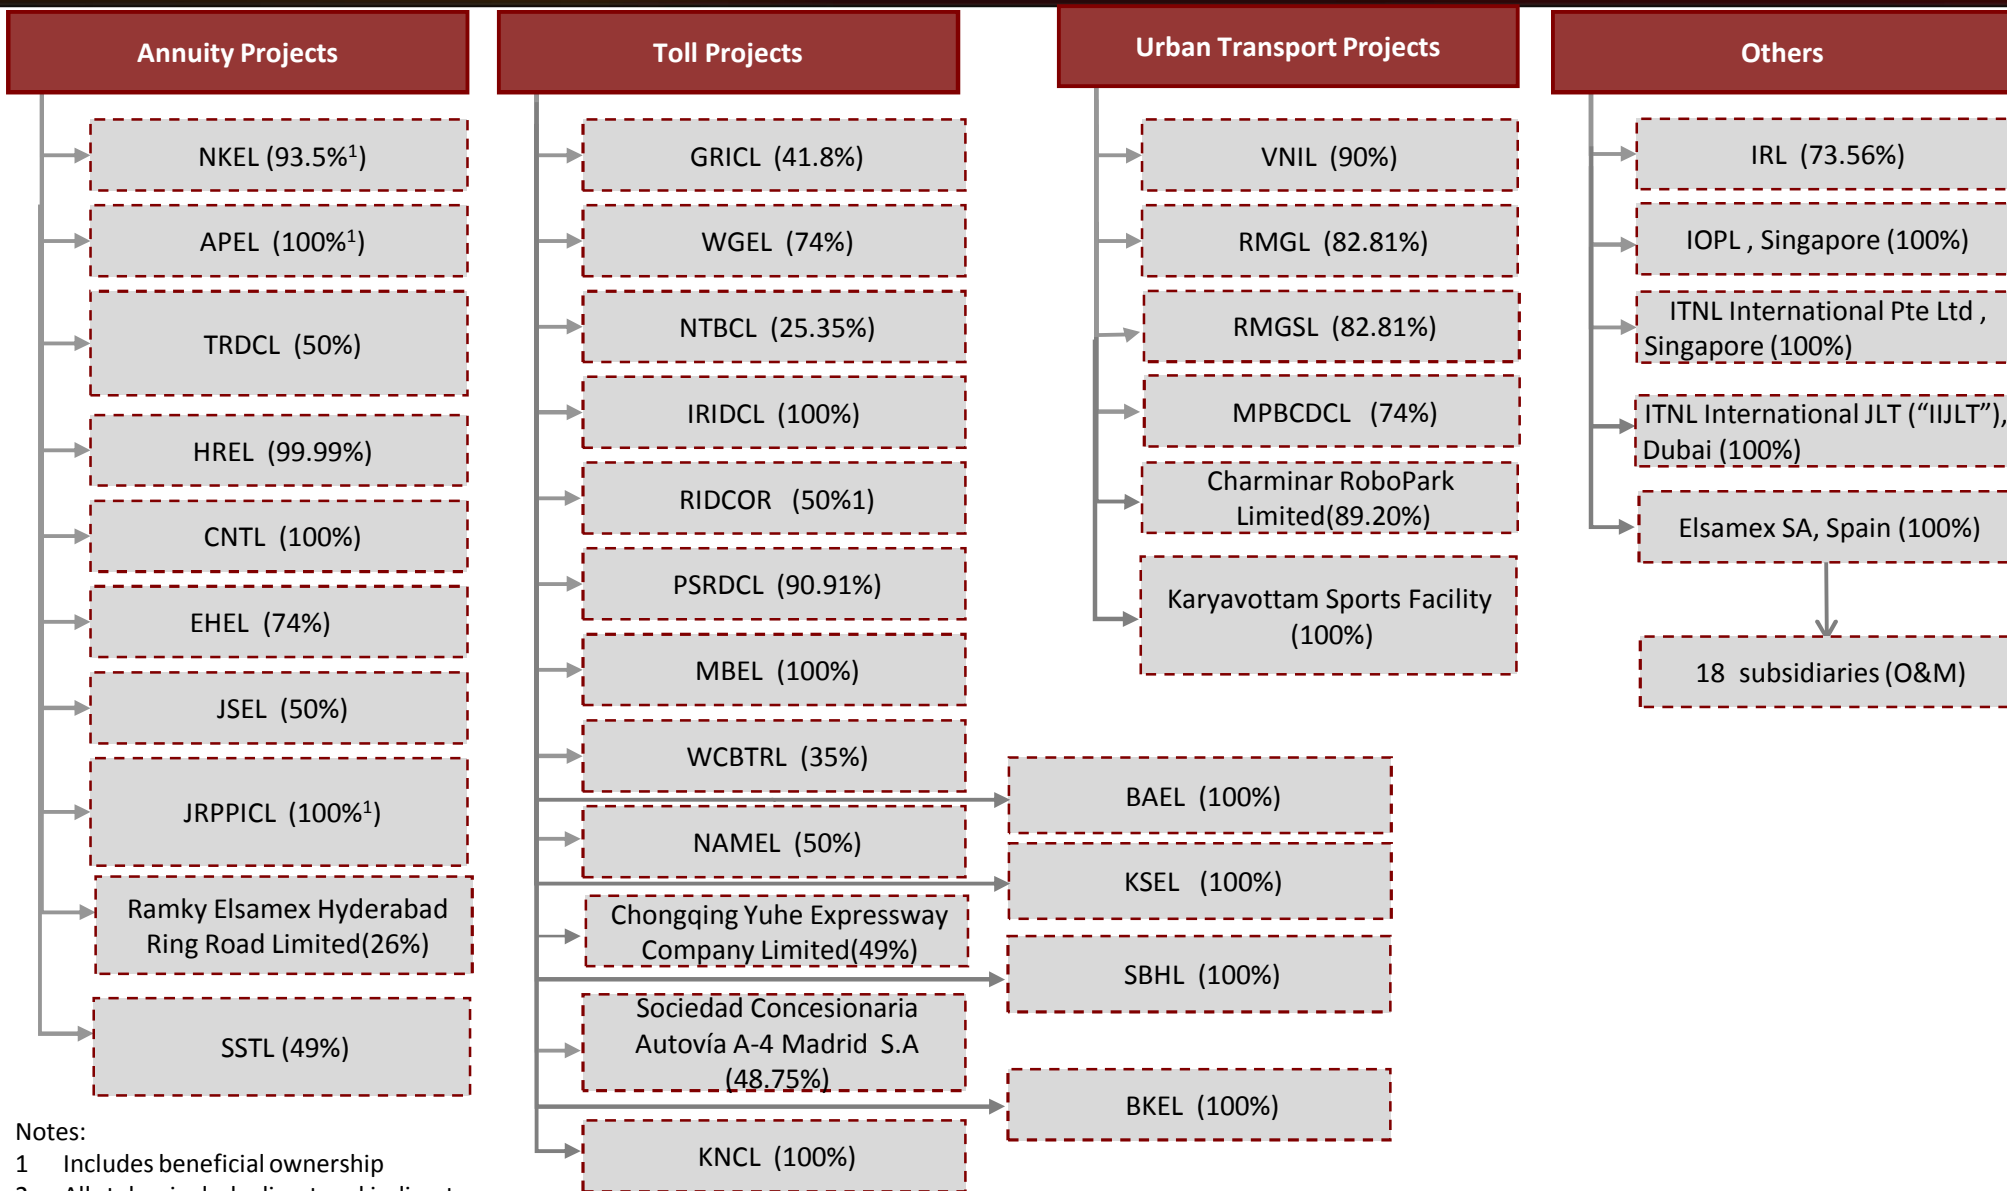 Annuity Projects
NKEL (93.5%¹)
APEL (100%¹)
TRDCL (50%)
HREL (99.99%)
CNTL (100%)
EHEL (74%)
JSEL (50%)
JRPPICL (100%¹)
Ramky Elsamex Hyderabad
Ring Road Limited(26%)
SSTL (49%)
Toll Projects
GRICL (41.8%)
WGEL (74%)
NTBCL (25.35%)
IRIDCL (100%)
RIDCOR (50%1)
PSRDCL (90.91%)
MBEL (100%)
WCBTRL (35%)
NAMEL (50%)
Chongqing Yuhe Expressway
Company Limited(49%)
Sociedad Concesionaria
Autovía A-4 Madrid S.A
(48.75%)
KNCL (100%)
BAEL (100%)
KSEL (100%)
SBHL (100%)
BKEL (100%)
Urban Transport Projects
VNIL (90%)
RMGL (82.81%)
RMGSL (82.81%)
MPBCDCL (74%)
Charminar RoboPark
Limited(89.20%)
Karyavottam Sports Facility
(100%)
Others
IRL (73.56%)
IOPL , Singapore (100%)
ITNL International Pte Ltd ,
Singapore (100%)
ITNL International JLT (“IIJLT”),
Dubai (100%)
Elsamex SA, Spain (100%)
18 subsidiaries (O&M)
Notes:
1 Includes beneficial ownership